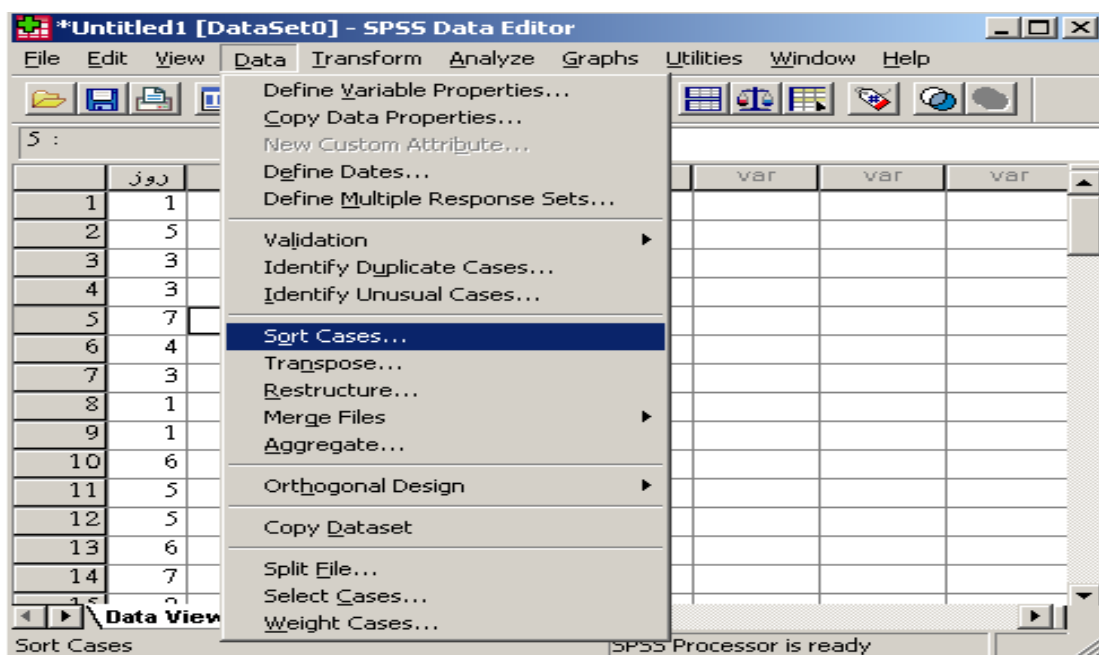 *Untitled1 [DataSet0] - SPSS Data Editor
File Edit View Data Transform Analyze Graphs Utilities Window Help
5 :
روز var var var
Define Variable Properties...
Copy Data Properties...
New Custom Attribute...
Define Dates...
Define Multiple Response Sets...
Validation
Identify Duplicate Cases...
Identify Unusual Cases...
Sort Cases...
Transpose...
Restructure...
Merge Files
Aggregate...
Orthogonal Design
Copy Dataset
Split File...
Select Cases...
Weight Cases...
1 1
2 5
3 3
4 3
5 7
6 4
7 3
8 1
9 1
10 6
11 5
12 5
13 6
14 7
Data View
Sort Cases SPSS Processor is ready